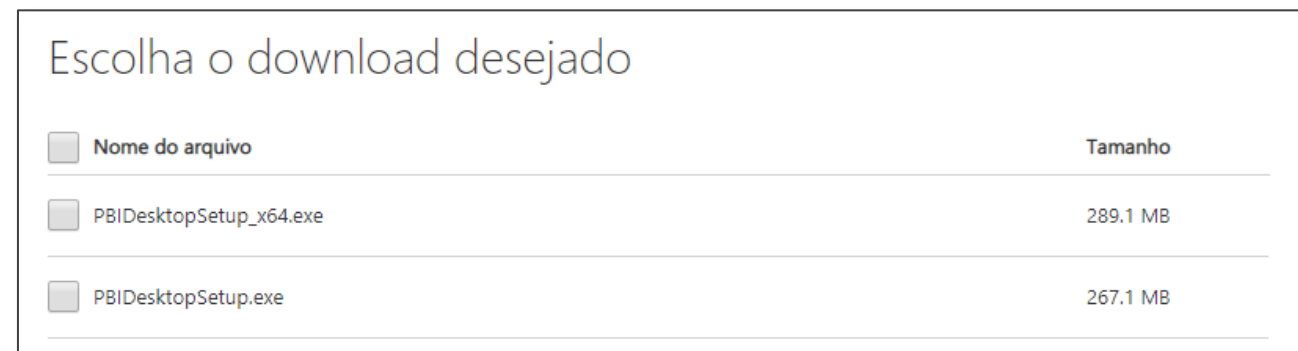 Escolha o download desejado
Nome do arquivo Tamanho
PBIDesktopSetup_x64.exe 289.1 MB
PBIDesktopSetup.exe 267.1 MB